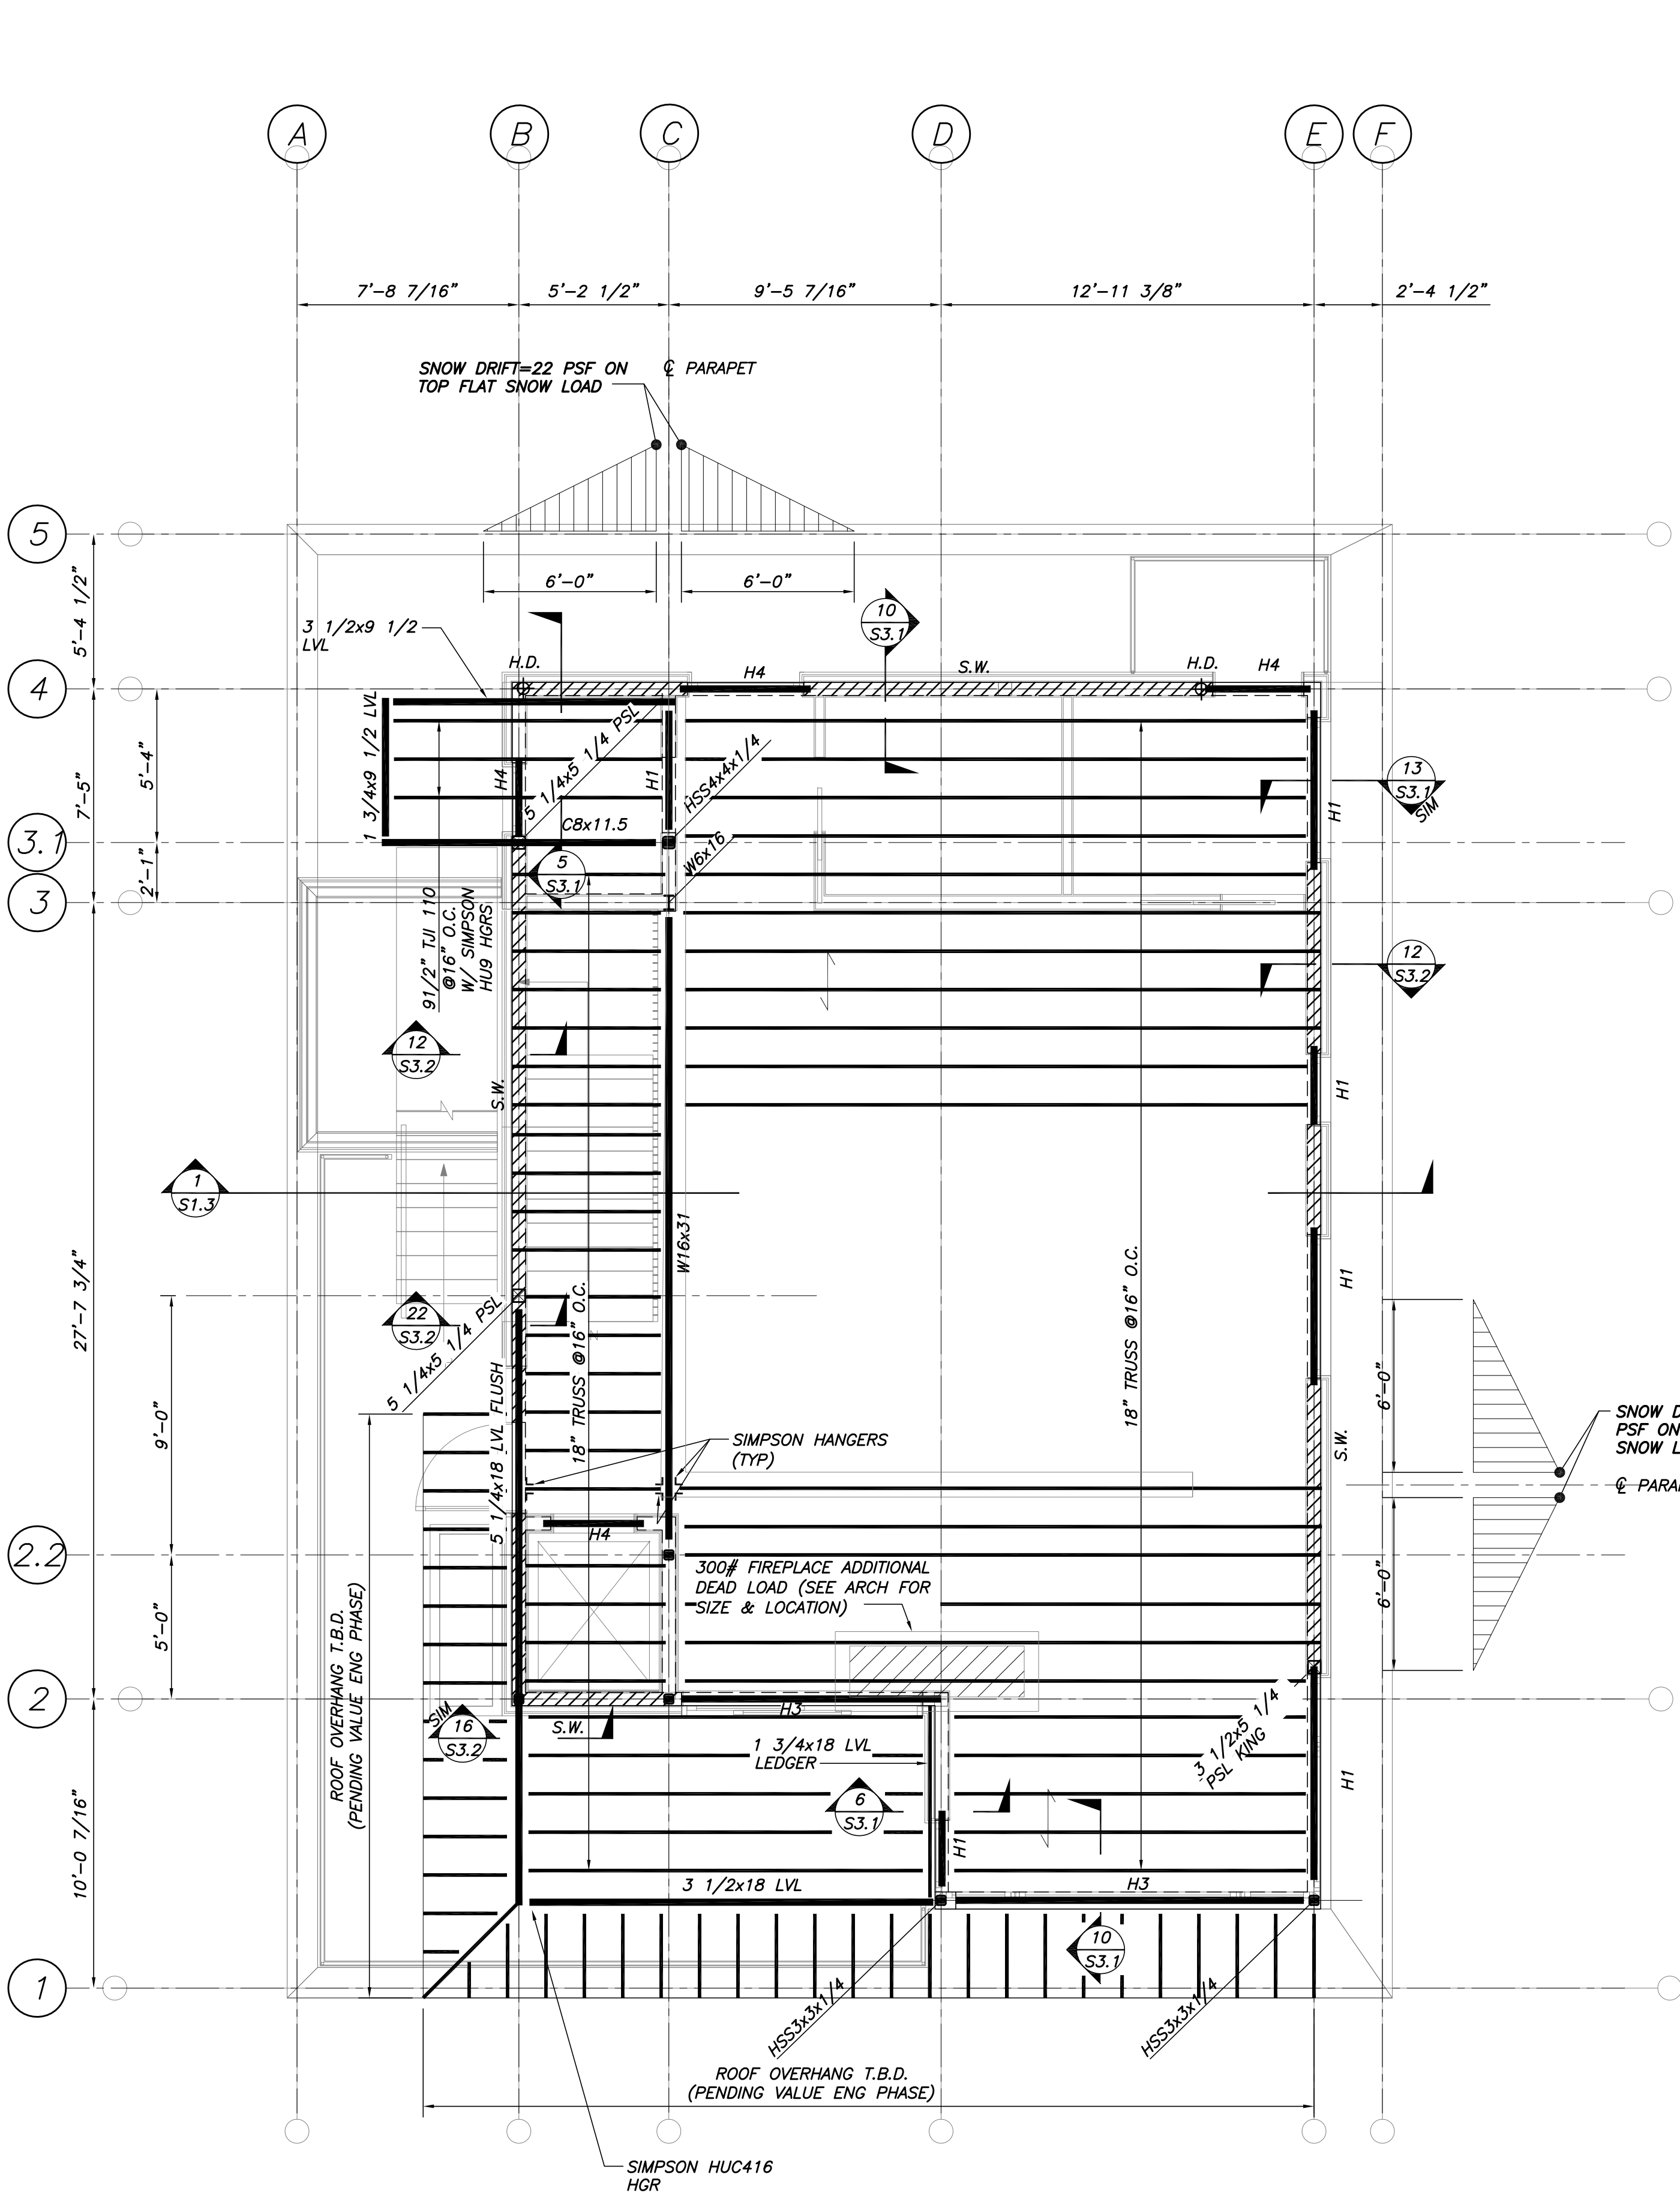 A
B
C
D
E
F
7'-8 7/16"
5'-2 1/2"
9'-5 7/16"
12'-11 3/8"
2'-4 1/2"
SNOW DRIFT=22 PSF ON
TOP FLAT SNOW LOAD
℄ PARAPET
5
6'-0"
6'-0"
5'-4 1/2"
10
S3.1
3 1/2x9 1/2
LVL
H.D.
H4
S.W.
H.D.
H4
4
1 3/4x9 1/2 LVL
5 1/4x5 1/4 PSL
H4
H1
HSS4x4x1/4
7'-5"
5'-4"
13
S3.1
SIM
H1
C8x11.5
3.1
W6x16
5
S3.1
2'-1"
3
91/2" TJI 110
@16" O.C.
W/ SIMPSON
HU9 HGRS
12
S3.2
12
S3.2
S.W.
H1
1
S1.3
W16x31
27'-7 3/4"
H1
22
S3.2
5 1/4x5 1/4 PSL
18" TRUSS @16" O.C.
18" TRUSS @16" O.C.
6'-0"
5 1/4x18 LVL FLUSH
9'-0"
SIMPSON HANGERS
(TYP)
S.W.
SNOW D
PSF ON
SNOW L
℄ PARA
H4
2.2
300# FIREPLACE ADDITIONAL
DEAD LOAD (SEE ARCH FOR
SIZE & LOCATION)
6'-0"
5'-0"
ROOF OVERHANG T.B.D.
(PENDING VALUE ENG PHASE)
2
H3
SIM
16
S3.2
S.W.
1 3/4x18 LVL
LEDGER
3 1/2x5 1/4
PSL KING
H1
6
S3.1
H1
10'-0 7/16"
3 1/2x18 LVL
H3
10
S3.1
1
HSS3x3x1/4
HSS3x3x1/4
ROOF OVERHANG T.B.D.
(PENDING VALUE ENG PHASE)
SIMPSON HUC416
HGR